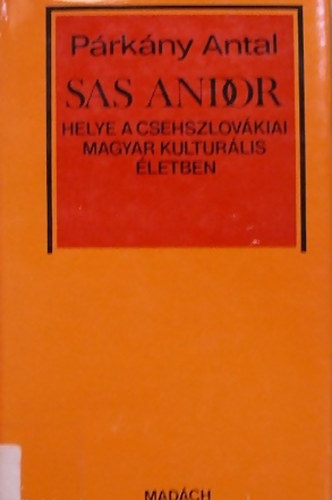 Párkány Antal
SAS ANDOR
HELYE A CSEHSZLOVÁKIAI
MAGYAR KULTURÁLIS
ÉLETBEN
MADÁCH